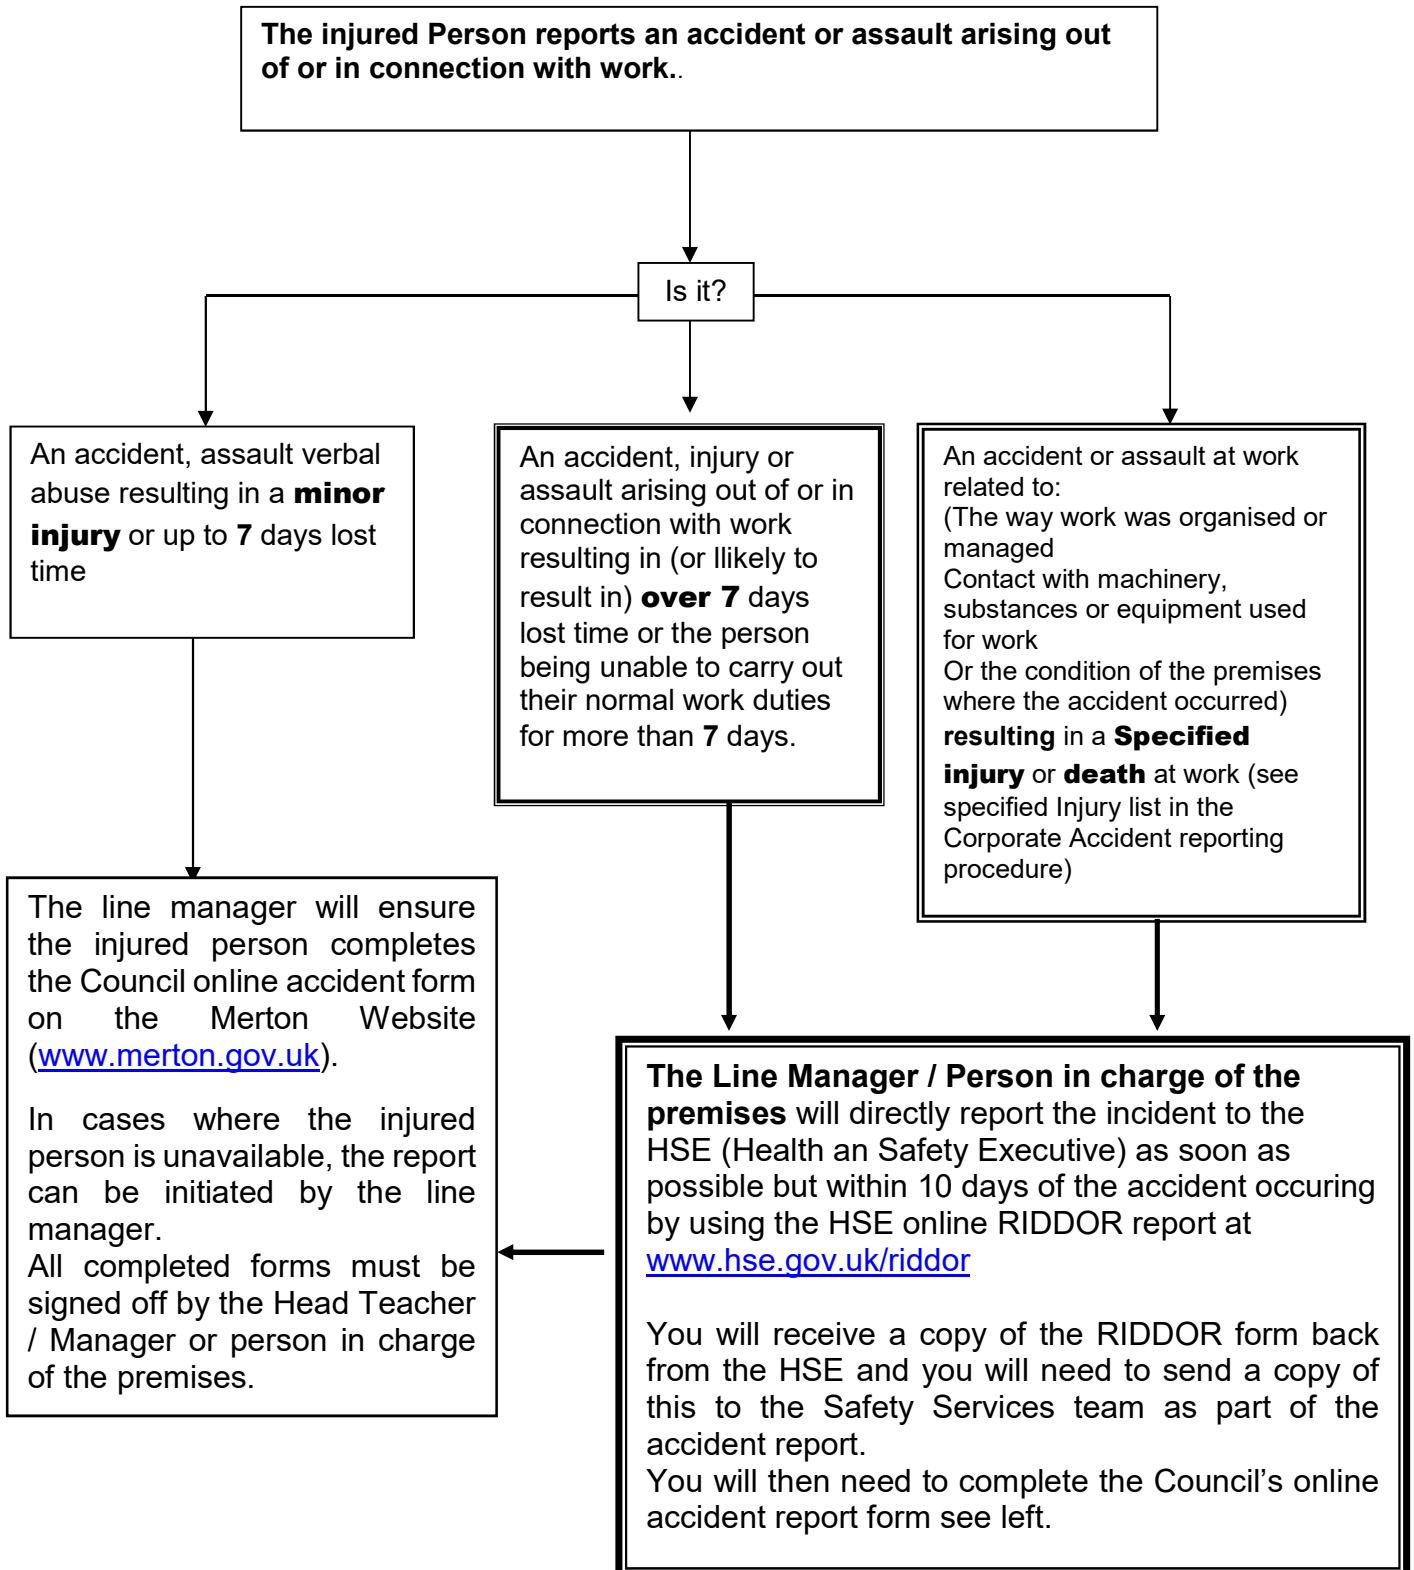 The injured Person reports an accident or assault arising out
of or in connection with work..
Is it?
An accident, assault verbal
abuse resulting in a minor
injury or up to 7 days lost
time
An accident, injury or
assault arising out of or in
connection with work
resulting in (or Llikely to
result in) over 7 days
lost time or the person
being unable to carry out
their normal work duties
for more than 7 days.
An accident or assault at work
related to:
(The way work was organised or
managed
Contact with machinery,
substances or equipment used
for work
Or the condition of the premises
where the accident occurred)
resulting in a Specified
injury or death at work (see
specified Injury list in the
Corporate Accident reporting
procedure)
The line manager will ensure
the injured person completes
the Council online accident form
on the Merton Website
(www.merton.gov.uk).
In cases where the injured
person is unavailable, the report
can be initiated by the line
manager.
All completed forms must be
signed off by the Head Teacher
/ Manager or person in charge
of the premises.
The Line Manager / Person in charge of the
premises will directly report the incident to the
HSE (Health an Safety Executive) as soon as
possible but within 10 days of the accident occuring
by using the HSE online RIDDOR report at
www.hse.gov.uk/riddor
You will receive a copy of the RIDDOR form back
from the HSE and you will need to send a copy of
this to the Safety Services team as part of the
accident report.
You will then need to complete the Council's online
accident report form see left.